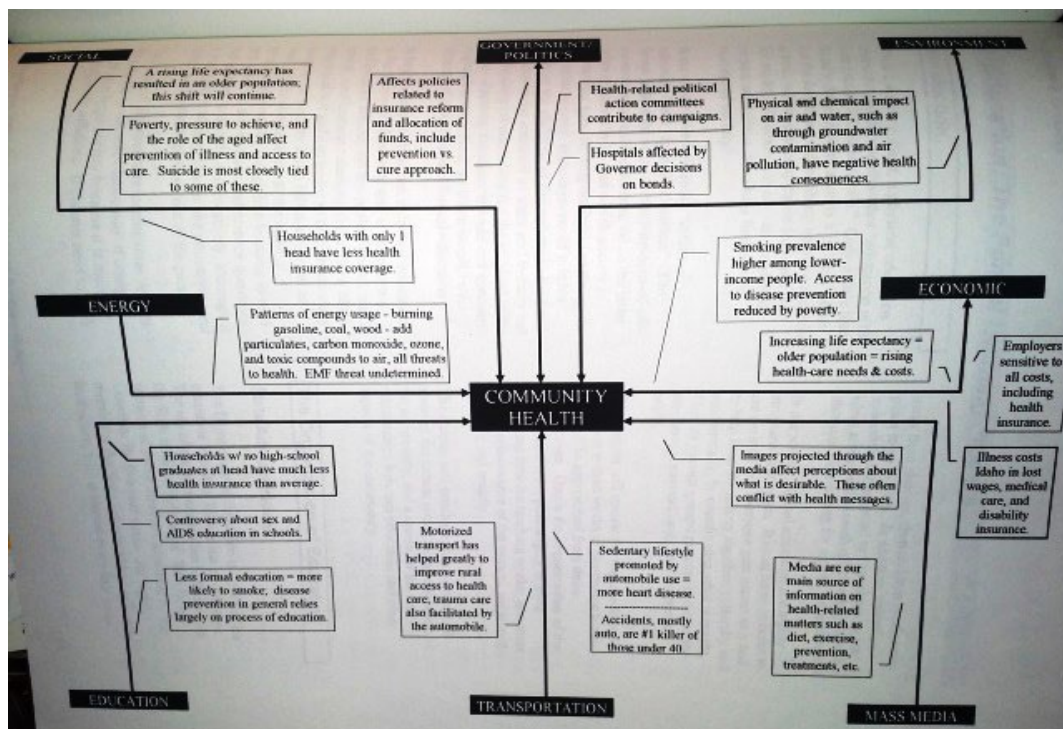 SOCIAL
GOVERNMENT/
POLITICS
ENVIRONMENT
A rising life expectancy has
resulted in an older population;
this shift will continue.
Poverty, pressure to achieve, and
the role of the aged affect
prevention of illness and access to
care. Suicide is most closely tied
to some of these.
Households with only 1
head have less health
insurance coverage.
Affects policies
related to
insurance reform
and allocation of
funds, include
prevention vs.
cure approach.
Health-related political
action committees
contribute to campaigns.
Hospitals affected by
Governor decisions
on bonds.
Physical and chemical impact
on air and water, such as
through groundwater
contamination and air
pollution, have negative health
consequences.
ENERGY
Patterns of energy usage - burning
gasoline, coal, wood - add
particulates, carbon monoxide, ozone,
and toxic compounds to air, all threats
to health. EMF threat undetermined.
Smoking prevalence
higher among lower-
income people. Access
to disease prevention
reduced by poverty.
ECONOMIC
Increasing life expectancy =
older population = rising
health-care needs & costs.
Employers
sensitive to
all costs,
including
health
insurance.
Illness costs
Idaho in lost
wages, medical
care, and
disability
insurance.
COMMUNITY
HEALTH
Households w/ no high-school
graduates at head have much less
health insurance than average.
Controversy about sex and
AIDS education in schools.
Less formal education = more
likely to smoke; disease
prevention in general relies
largely on process of education.
Motorized
transport has
helped greatly to
improve rural
access to health
care, trauma care
also facilitated by
the automobile.
Sedentary lifestyle
promoted by
automobile use =
more heart disease.
Accidents, mostly
auto, are #1 killer of
those under 40.
Images projected through the
media affect perceptions about
what is desirable. These often
conflict with health messages.
Media are our
main source of
information on
health-related
matters such as
diet, exercise,
prevention,
treatments, etc.
EDUCATION
TRANSPORTATION
MASS MEDIA